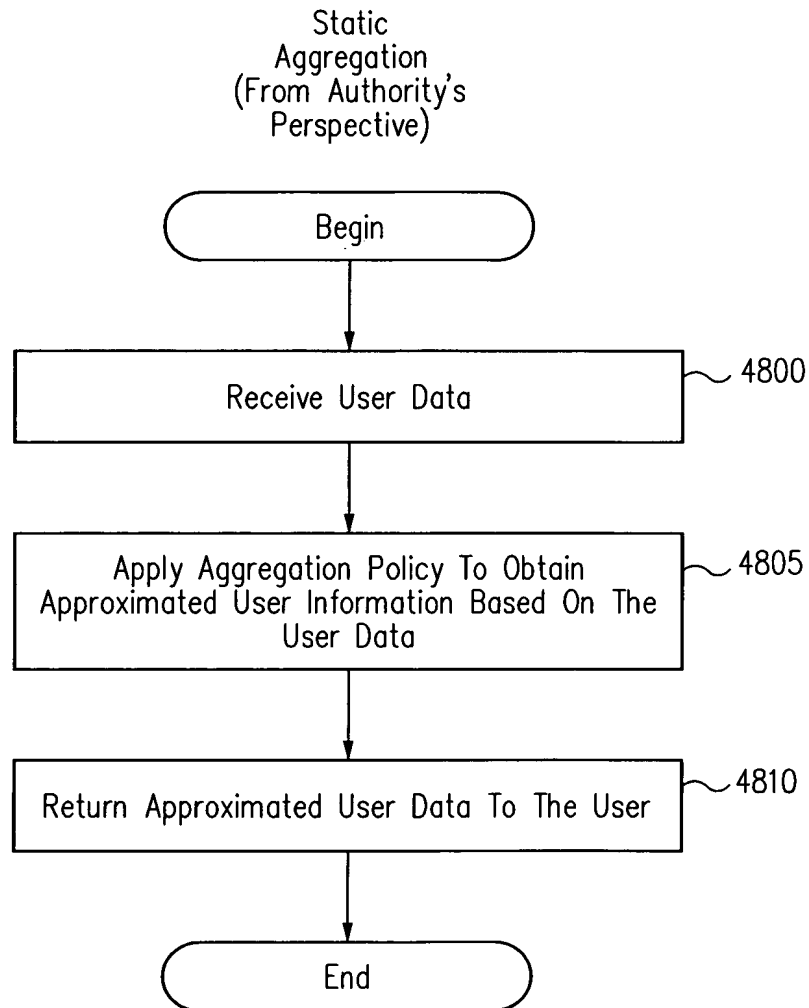 Static
Aggregation
(From Authority's
Perspective)
Begin
Receive User Data
4800
Apply Aggregation Policy To Obtain
Approximated User Information Based On The
User Data
4805
Return Approximated User Data To The User
4810
End